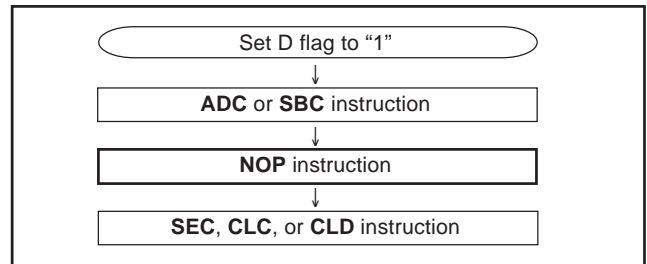 Set D flag to “1”
ADC or SBC instruction
NOP instruction
SEC, CLC, or CLD instruction